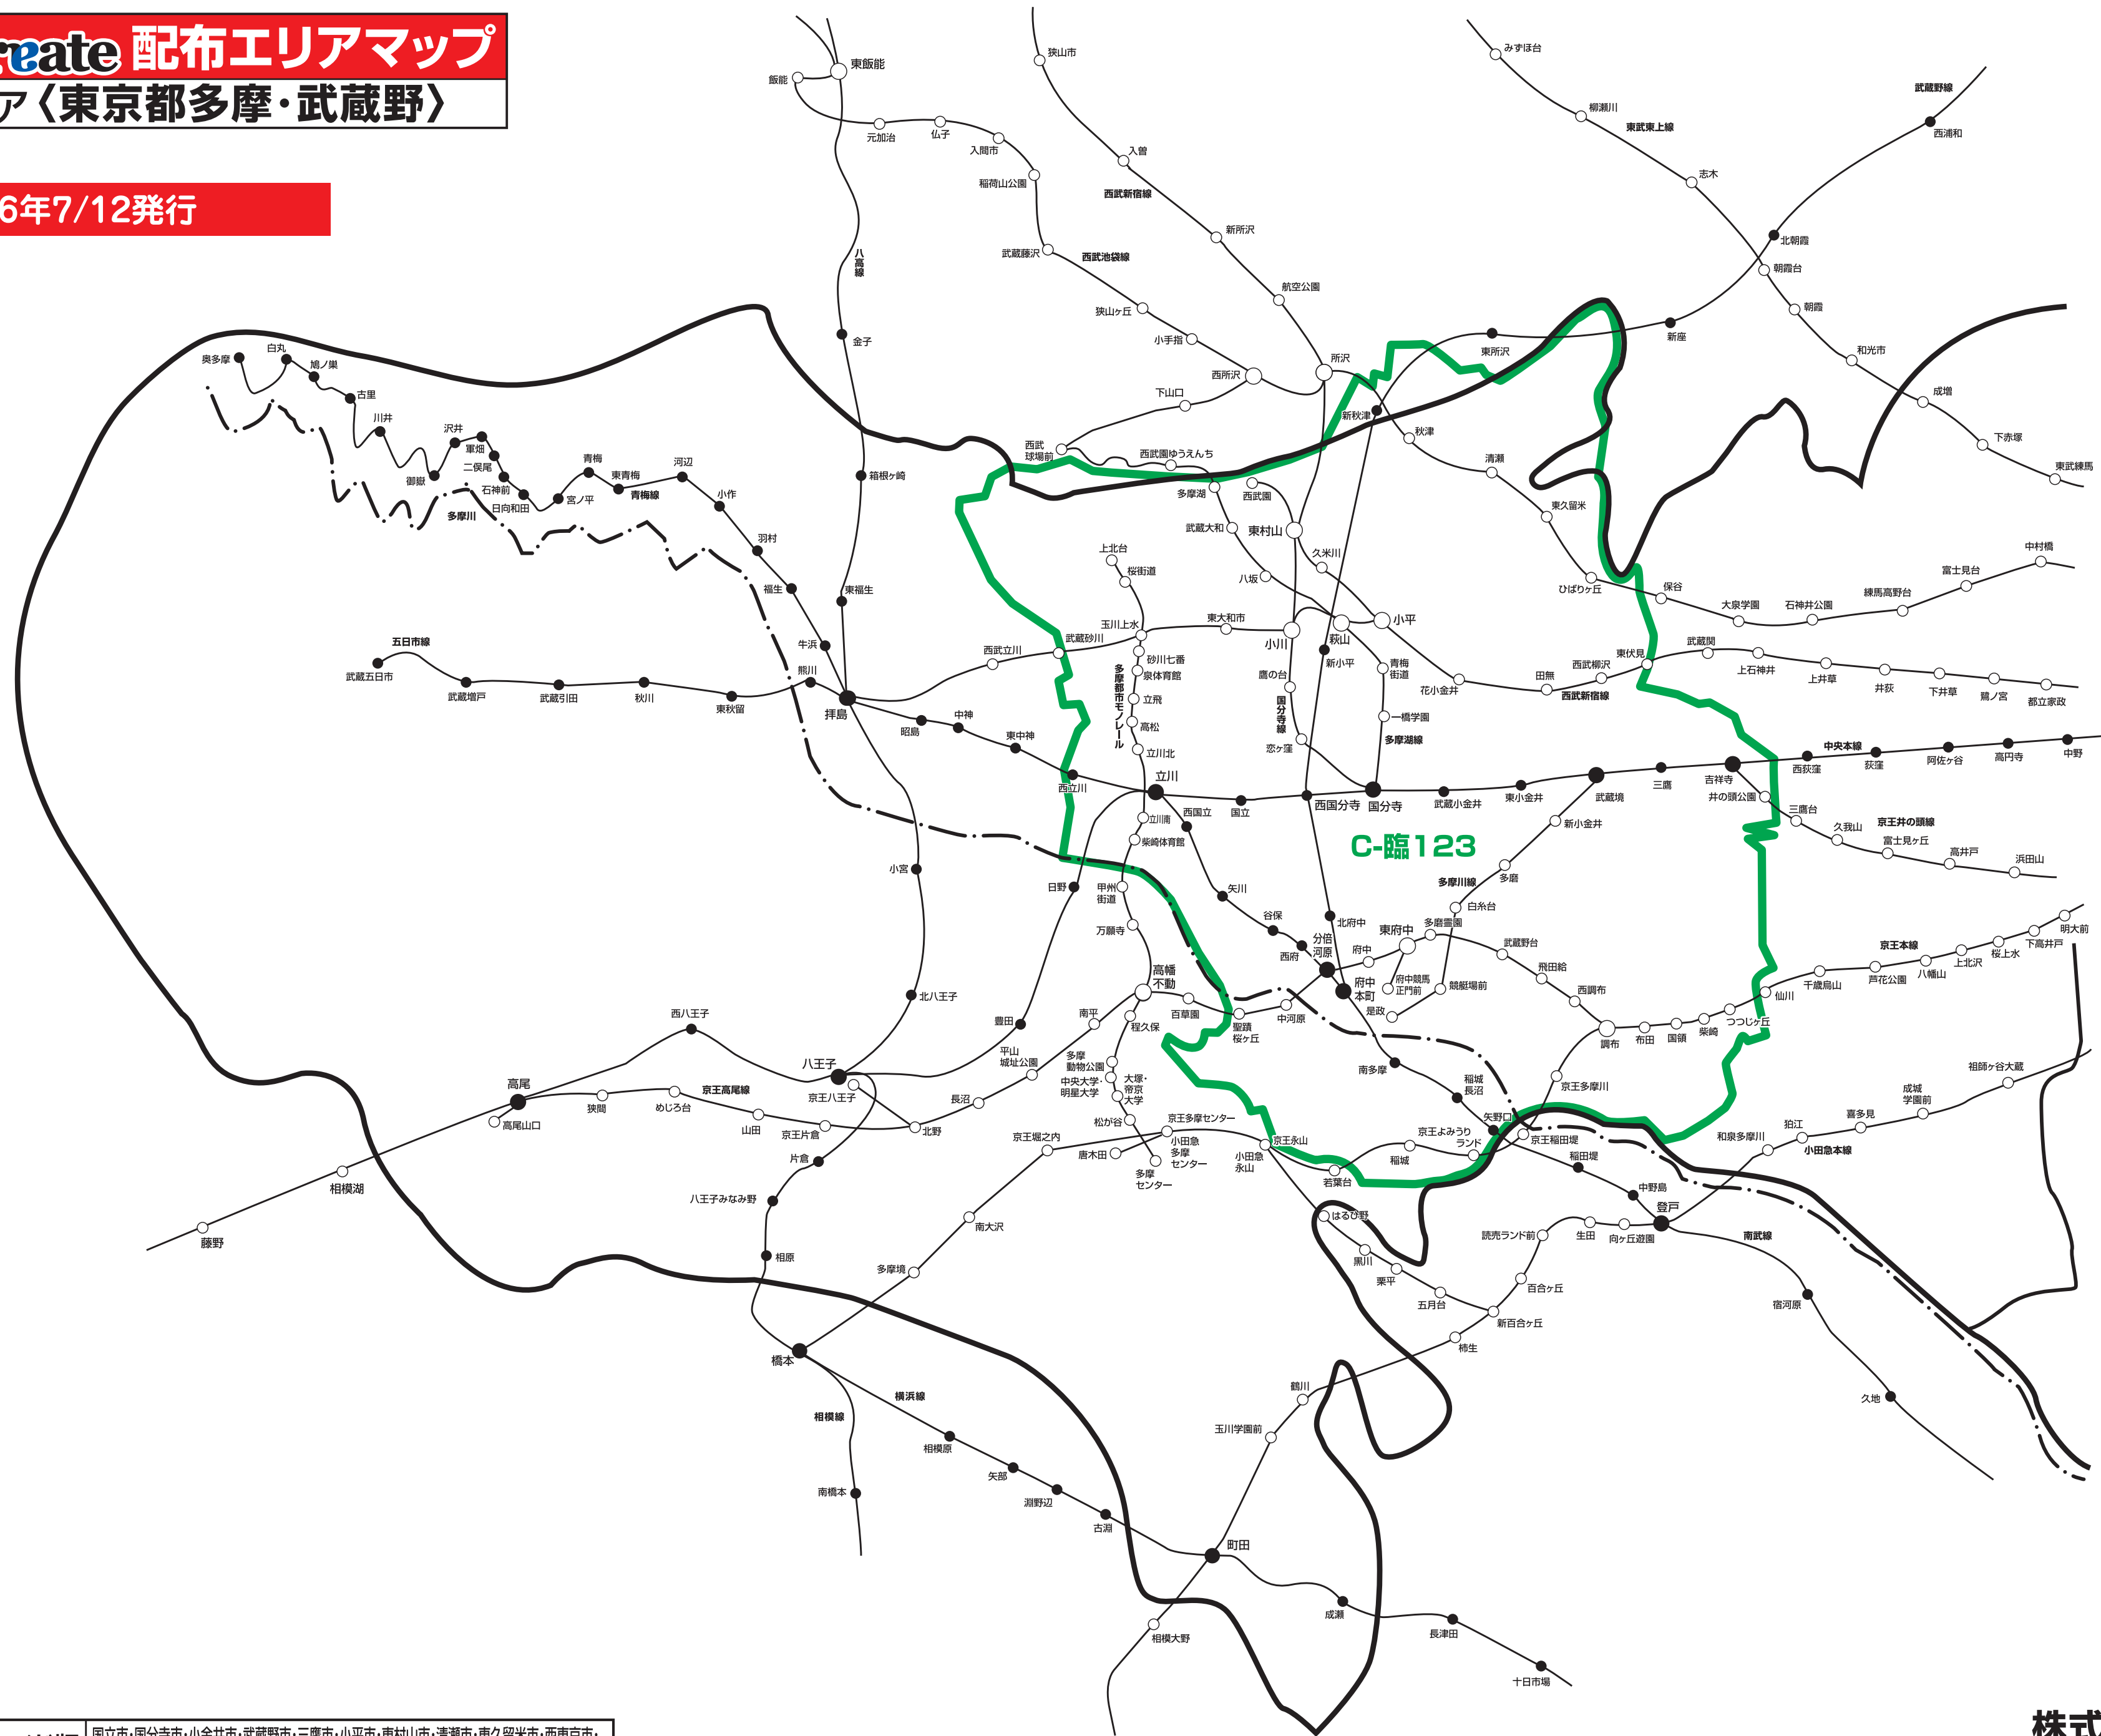 create 配布エリアマップ
ア〈東京都多摩・武蔵野〉
6年7/12発行
東飯能
飯能
元加治
仏子
入間市
稲荷山公園
武蔵藤沢
西武池袋線
狭山ヶ丘
小手指
西所沢
下山口
西武
球場前
西武園ゆうえんち
狭山市
入曽
西武新宿線
新所沢
航空公園
所沢
みずほ台
柳瀬川
東武東上線
志木
武蔵野線
西浦和
北朝霞
朝霞台
朝霞
和光市
成増
下赤塚
東武練馬
新座
東所沢
新秋津
秋津
清瀬
東久留米
ひばりヶ丘
保谷
大泉学園
石神井公園
練馬高野台
富士見台
中村橋
八高線
金子
箱根ヶ崎
東福生
奥多摩
白丸
鳩ノ巣
古里
川井
御嶽
沢井
軍畑
二俣尾
石神前
日向和田
宮ノ平
青梅
東青梅
青梅線
河辺
小作
羽村
福生
牛浜
多摩川
五日市線
武蔵五日市
武蔵増戸
武蔵引田
秋川
東秋留
熊川
拝島
昭島
中神
東中神
西立川
立川
西武立川
武蔵砂川
玉川上水
東大和市
小川
萩山
小平
多摩湖
西武園
武蔵大和
東村山
久米川
八坂
上北台
桜街道
砂川七番
泉体育館
立飛
高松
立川北
多摩都市モノレール
立川南
柴崎体育館
甲州
街道
万願寺
高幡
不動
新小平
青梅
街道
鷹の台
国分寺線
恋ヶ窪
一橋学園
多摩湖線
花小金井
田無
西武新宿線
西武柳沢
東伏見
武蔵関
上石神井
上井草
井荻
下井草
鷺ノ宮
都立家政
西国立
国立
西国分寺
国分寺
武蔵小金井
東小金井
武蔵境
三鷹
吉祥寺
西荻窪
中央本線
荻窪
阿佐ヶ谷
高円寺
中野
井の頭公園
三鷹台
久我山
京王井の頭線
富士見ヶ丘
高井戸
浜田山
C-臨123
新小金井
多磨
多摩川線
白糸台
競艇場前
是政
小宮
日野
矢川
谷保
西府
分倍
河原
北府中
府中
東府中
多磨霊園
武蔵野台
飛田給
西調布
調布
布田
国領
柴崎
つつじヶ丘
仙川
千歳烏山
芦花公園
八幡山
京王本線
上北沢
桜上水
下高井戸
明大前
府中
本町
府中競馬
正門前
北八王子
豊田
西八王子
八王子
京王八王子
高尾
高尾山口
狭間
めじろ台
京王高尾線
山田
京王片倉
北野
長沼
平山
城址公園
南平
百草園
聖蹟
桜ヶ丘
中河原
程久保
多摩
動物公園
中央大学・
明星大学
大塚・
帝京
大学
松が谷
多摩
センター
京王多摩センター
小田急
多摩
センター
唐木田
京王堀之内
南大沢
多摩境
小田急
永山
京王永山
若葉台
稲城
京王よみうり
ランド
京王稲田堤
京王多摩川
南多摩
稲城
長沼
矢野口
稲田堤
中野島
登戸
南武線
宿河原
久地
向ヶ丘遊園
生田
読売ランド前
百合ヶ丘
新百合ヶ丘
柿生
鶴川
玉川学園前
町田
相模大野
はるひ野
黒川
栗平
五月台
和泉多摩川
狛江
喜多見
成城
学園前
祖師ヶ谷大蔵
小田急本線
片倉
八王子みなみ野
相原
橋本
相模線
南橋本
横浜線
相模原
矢部
淵野辺
古淵
成瀬
長津田
十日市場
相模湖
藤野
国立市・国分寺市・小金井市・武蔵野市・三鷹市・小平市・東村山市・清瀬市・東久留米市・西東京市・
株式